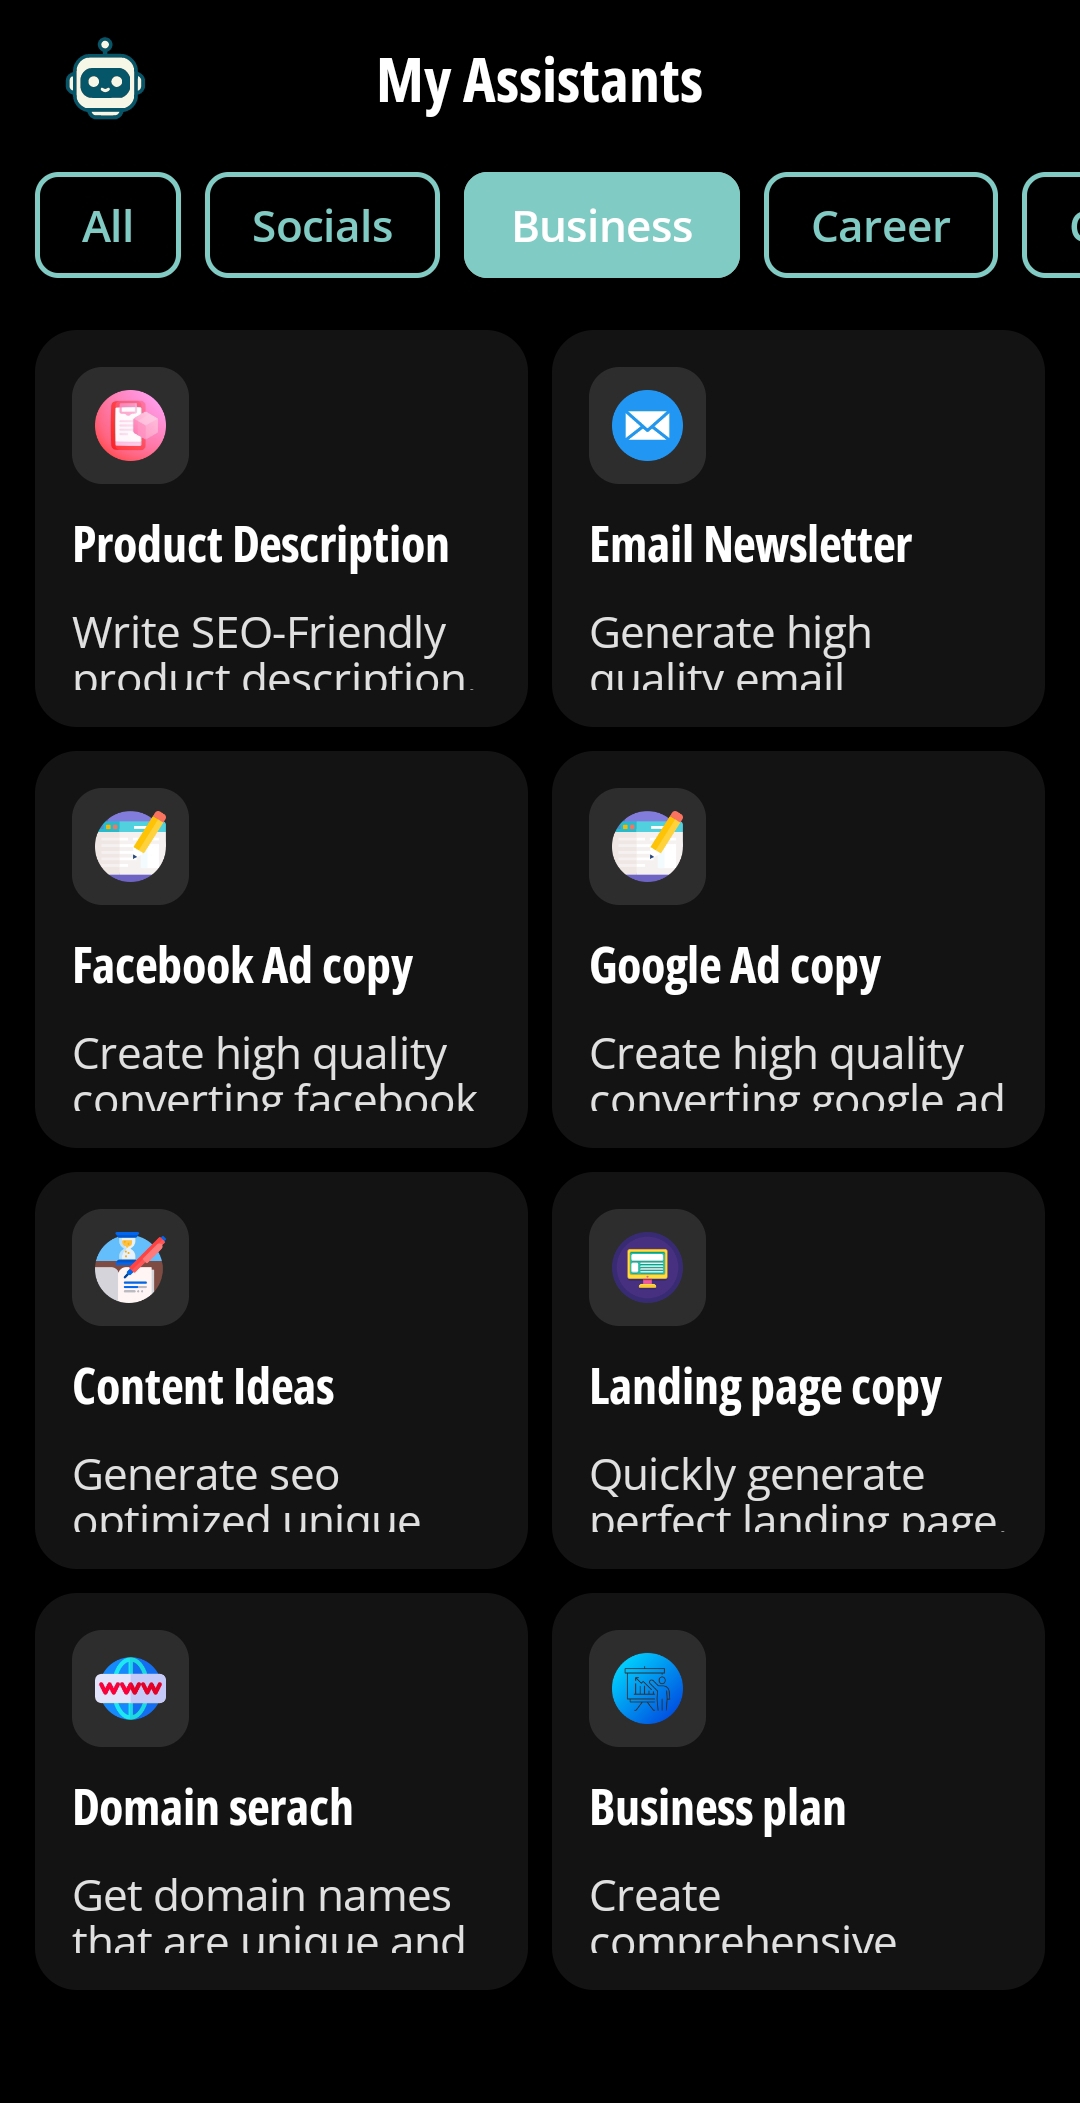 My Assistants
All
Socials
Business
Career
Product Description
Write SEO-Friendly
product description.
Email Newsletter
Generate high
quality email
Facebook Ad copy
Create high quality
converting facebook
Google Ad copy
Create high quality
converting google ad
Content Ideas
Generate seo
optimized unique
Landing page copy
Quickly generate
perfect landing page.
www
Domain serach
Get domain names
that are unique and
Business plan
Create
comprehensive